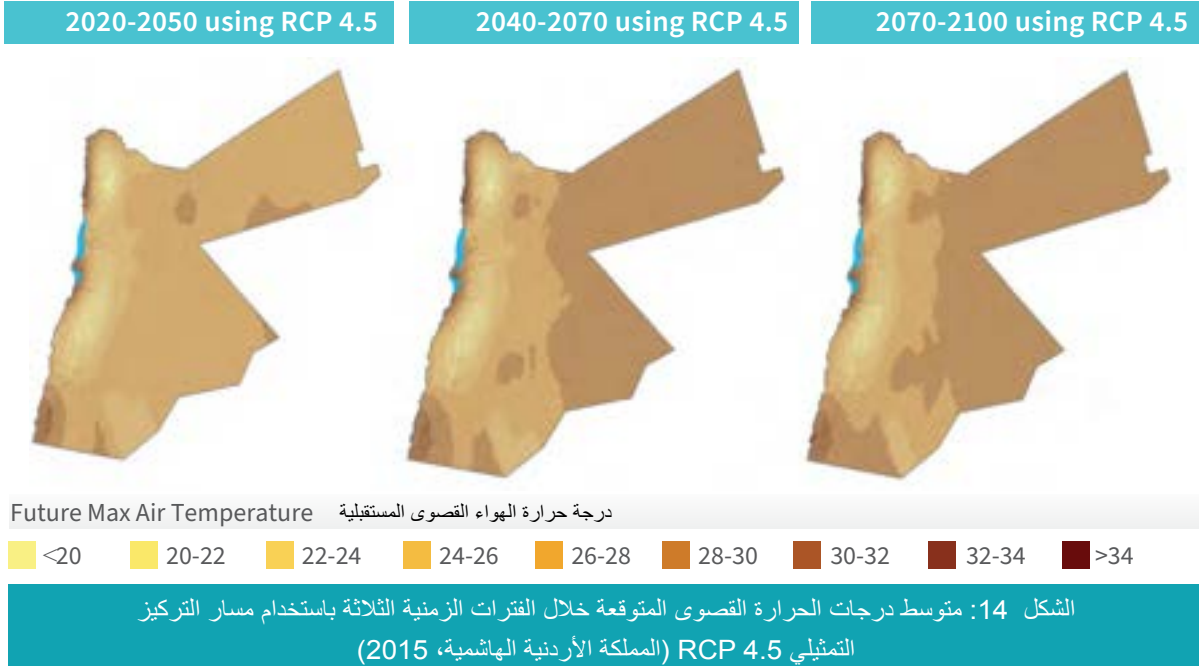 2020-2050 using RCP 4.5
2040-2070 using RCP 4.5
2070-2100 using RCP 4.5
Future Max Air Temperature درجة حرارة الهواء القصوى المستقبلية
<20 20-22 22-24 24-26 26-28 28-30 30-32 32-34 >34
الشكل 14: متوسط درجات الحرارة القصوى المتوقعة خلال الفترات الزمنية الثلاثة باستخدام مسار التركيز
التمثيلي RCP 4.5 (المملكة الأردنية الهاشمية، 2015)